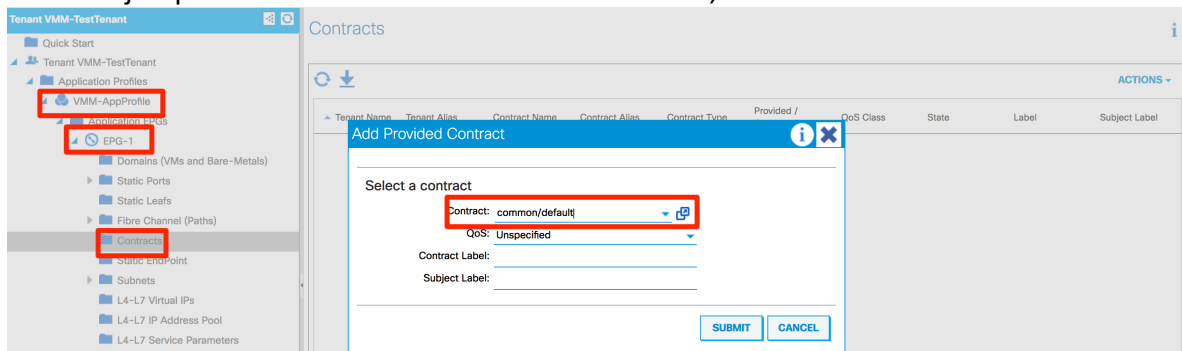 Tenant VMM-TestTenant
Quick Start
Tenant VMM-TestTenant
Application Profiles
VMM-AppProfile
Application EPGs
EPG-1
Domains (VMs and Bare-Metals)
Static Ports
Static Leafs
Fibre Channel (Paths)
Contracts
Static EndPoint
Subnets
L4-L7 Virtual IPs
L4-L7 IP Address Pool
L4-L7 Service Parameters
Contracts
i
ACTIONS
Tenant Name Tenant Alias Contract Name Contract Alias Contract Type Provided / QoS Class State Label Subject Label
Add Provided Contract
i
Select a contract
Contract: common/default
QoS: Unspecified
Contract Label:
Subject Label:
SUBMIT CANCEL